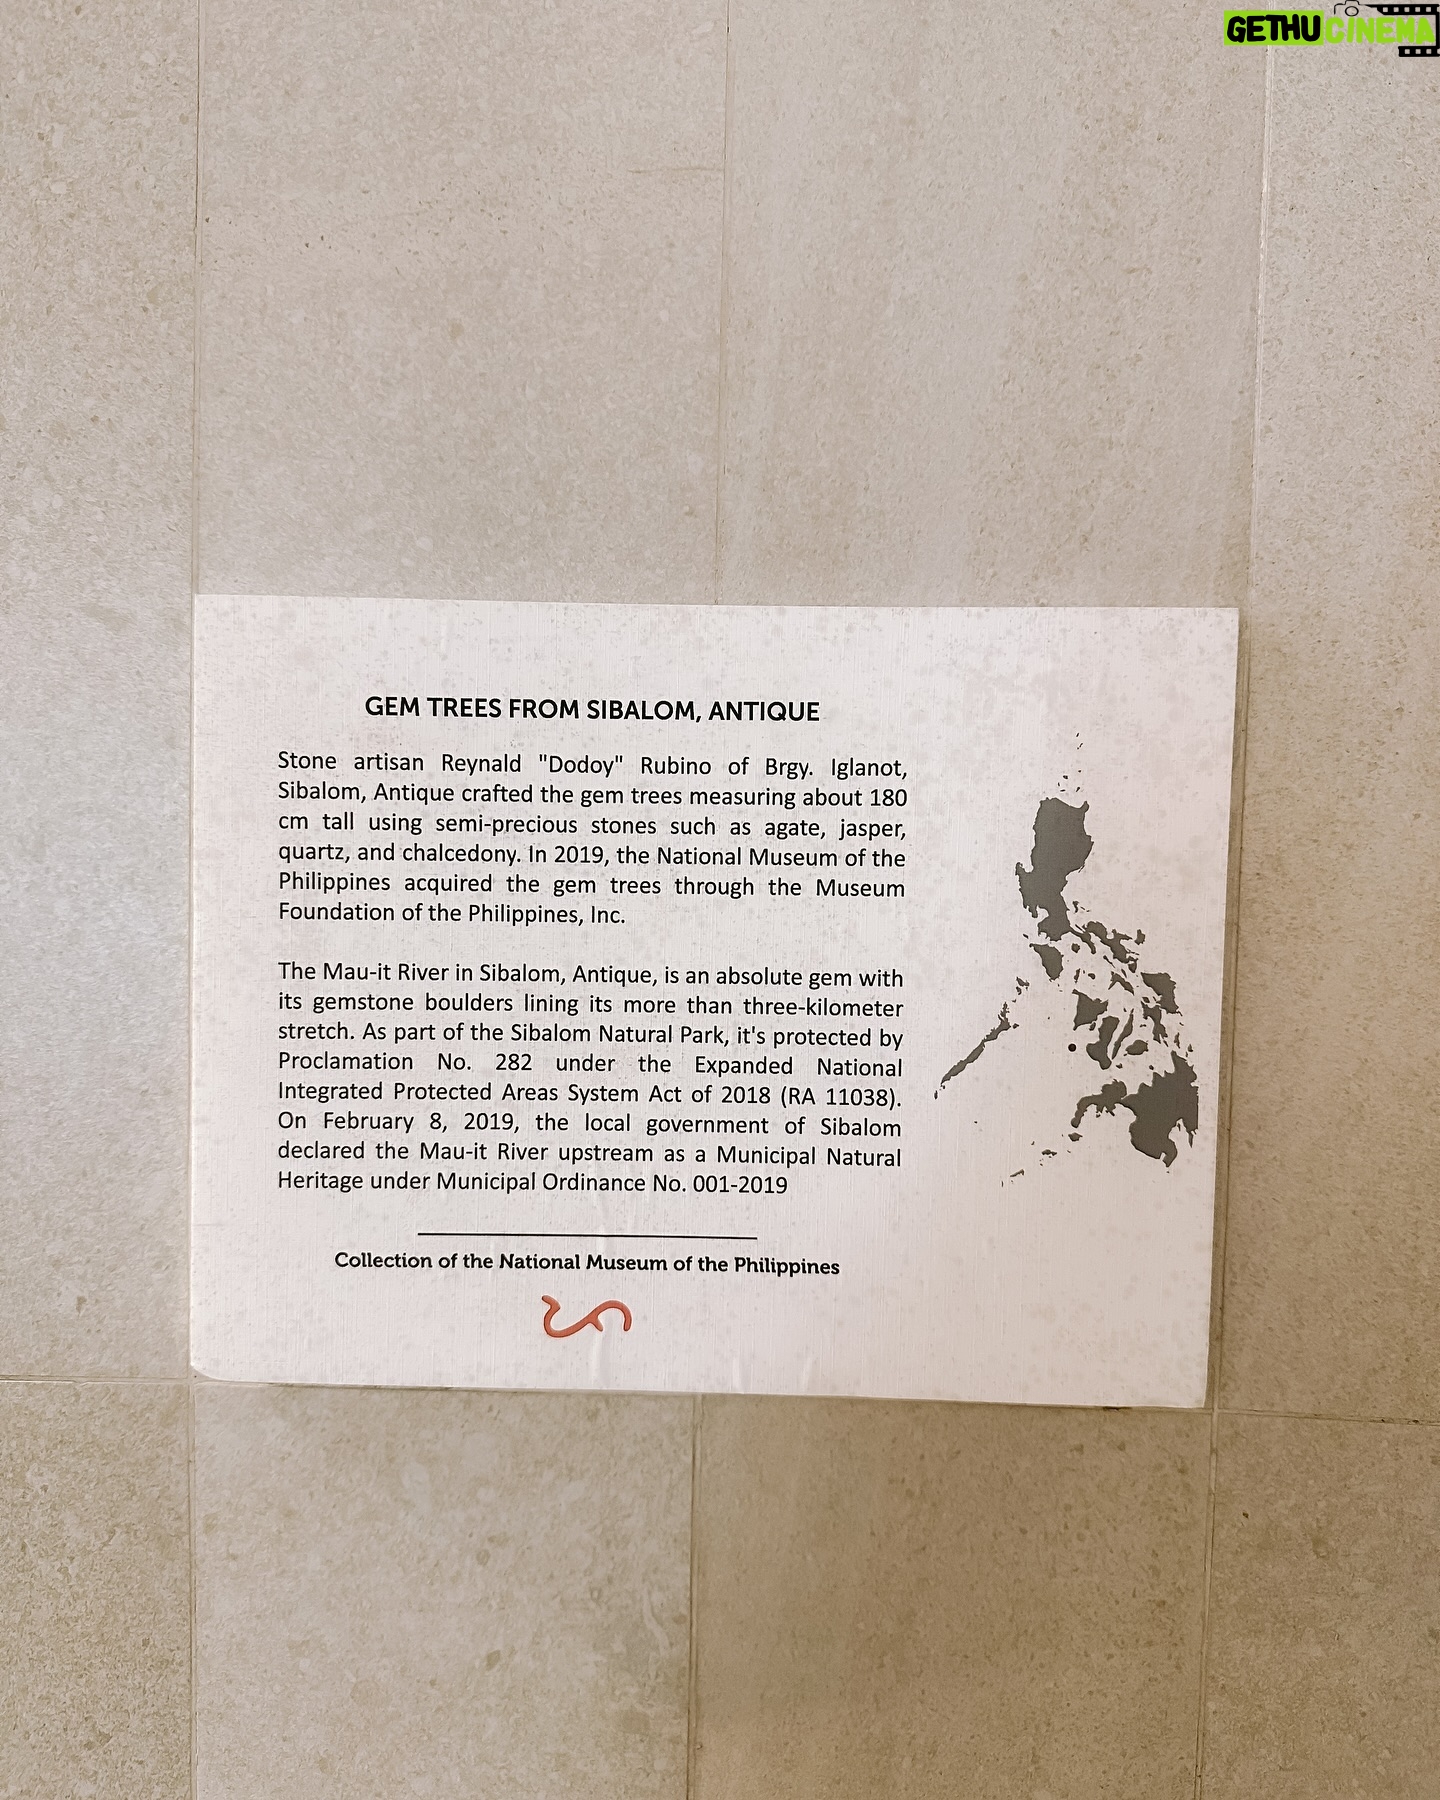 GETHUCINEMA
GEM TREES FROM SIBALOM, ANTIQUE
Stone artisan Reynald "Dodoy" Rubino of Brgy. Iglanot,
Sibalom, Antique crafted the gem trees measuring about 180
cm tall using semi-precious stones such as agate, jasper,
quartz, and chalcedony. In 2019, the National Museum of the
Philippines acquired the gem trees through the Museum
Foundation of the Philippines, Inc.
The Mau-it River in Sibalom, Antique, is an absolute gem with
its gemstone boulders lining its more than three-kilometer
stretch. As part of the Sibalom Natural Park, it's protected by
Proclamation No. 282 under the Expanded National
Integrated Protected Areas System Act of 2018 (RA 11038).
On February 8, 2019, the local government of Sibalom
declared the Mau-it River upstream as a Municipal Natural
Heritage under Municipal Ordinance No. 001-2019
Collection of the National Museum of the Philippines